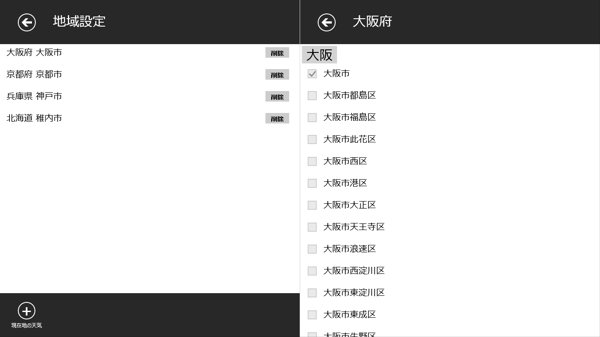 地域設定
大阪府 大阪市
削除
京都府 京都市
削除
兵庫県 神戸市
削除
北海道 稚内市
削除
現在地の天気
大阪府
大阪
大阪市
大阪市都島区
大阪市福島区
大阪市此花区
大阪市西区
大阪市港区
大阪市大正区
大阪市天王寺区
大阪市浪速区
大阪市西淀川区
大阪市東淀川区
大阪市東成区
大阪市生野区